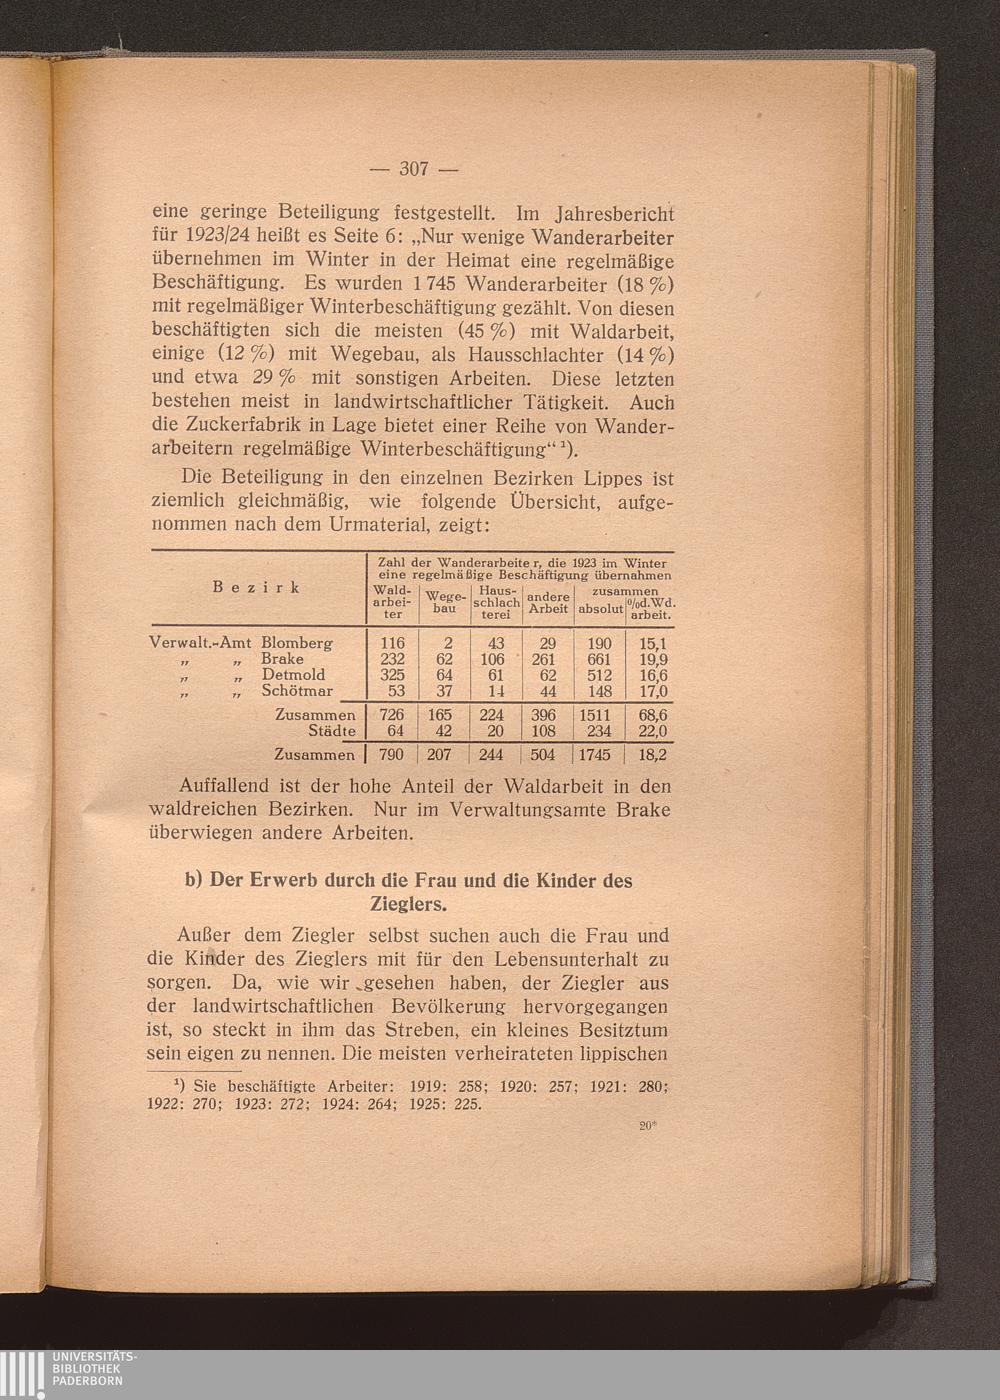 — 307 —
eine geringe Beteiligung festgestellt. Im Jahresbericht
für 1923/24 heißt es Seite 6: „Nur wenige Wanderarbeiter
übernehmen im Winter in der Heimat eine regelmäßige
Beschäftigung. Es wurden 1 745 Wanderarbeiter (18 %)
mit regelmäßiger Winterbeschäftigung gezählt. Von diesen
beschäftigten sich die meisten (45 %) mit Waldarbeit,
einige (12 %) mit Wegebau, als Hausschlachter (14 %)
und etwa 29 % mit sonstigen Arbeiten. Diese letzten
bestehen meist in landwirtschaftlicher Tätigkeit. Auch
die Zuckerfabrik in Lage bietet einer Reihe von Wander-
arbeitern regelmäßige Winterbeschäftigung“ ¹).
Die Beteiligung in den einzelnen Bezirken Lippes ist
ziemlich gleichmäßig, wie folgende Übersicht, aufge-
nommen nach dem Urmaterial, zeigt:
Bezirk
Zahl der Wanderarbeiter, die 1923 im Winter
eine regelmäßige Beschäftigung übernahmen
Wald-
arbei-
ter
Wege-
bau
Haus-
schlach
terei
andere
Arbeit
zusammen
absolut
%d.Wd.
arbeit.
Verwalt.-Amt Blomberg 116 2 43 29 190 15,1
„ „ Brake 232 62 106 261 661 19,9
„ „ Detmold 325 64 61 62 512 16,6
„ „ Schötmar 53 37 14 44 148 17,0
Zusammen 726 165 224 396 1511 68,6
Städte 64 42 20 108 234 22,0
Zusammen 790 207 244 504 1745 18,2
Auffallend ist der hohe Anteil der Waldarbeit in den
waldreichen Bezirken. Nur im Verwaltungsamte Brake
überwiegen andere Arbeiten.
b) Der Erwerb durch die Frau und die Kinder des
Zieglers.
Außer dem Ziegler selbst suchen auch die Frau und
die Kinder des Zieglers mit für den Lebensunterhalt zu
sorgen. Da, wie wir gesehen haben, der Ziegler aus
der landwirtschaftlichen Bevölkerung hervorgegangen
ist, so steckt in ihm das Streben, ein kleines Besitztum
sein eigen zu nennen. Die meisten verheirateten lippischen
¹) Sie beschäftigte Arbeiter: 1919: 258; 1920: 257; 1921: 280;
1922: 270; 1923: 272; 1924: 264; 1925: 225.
20*
UNIVERSITÄTS-
BIBLIOTHEK
PADERBORN